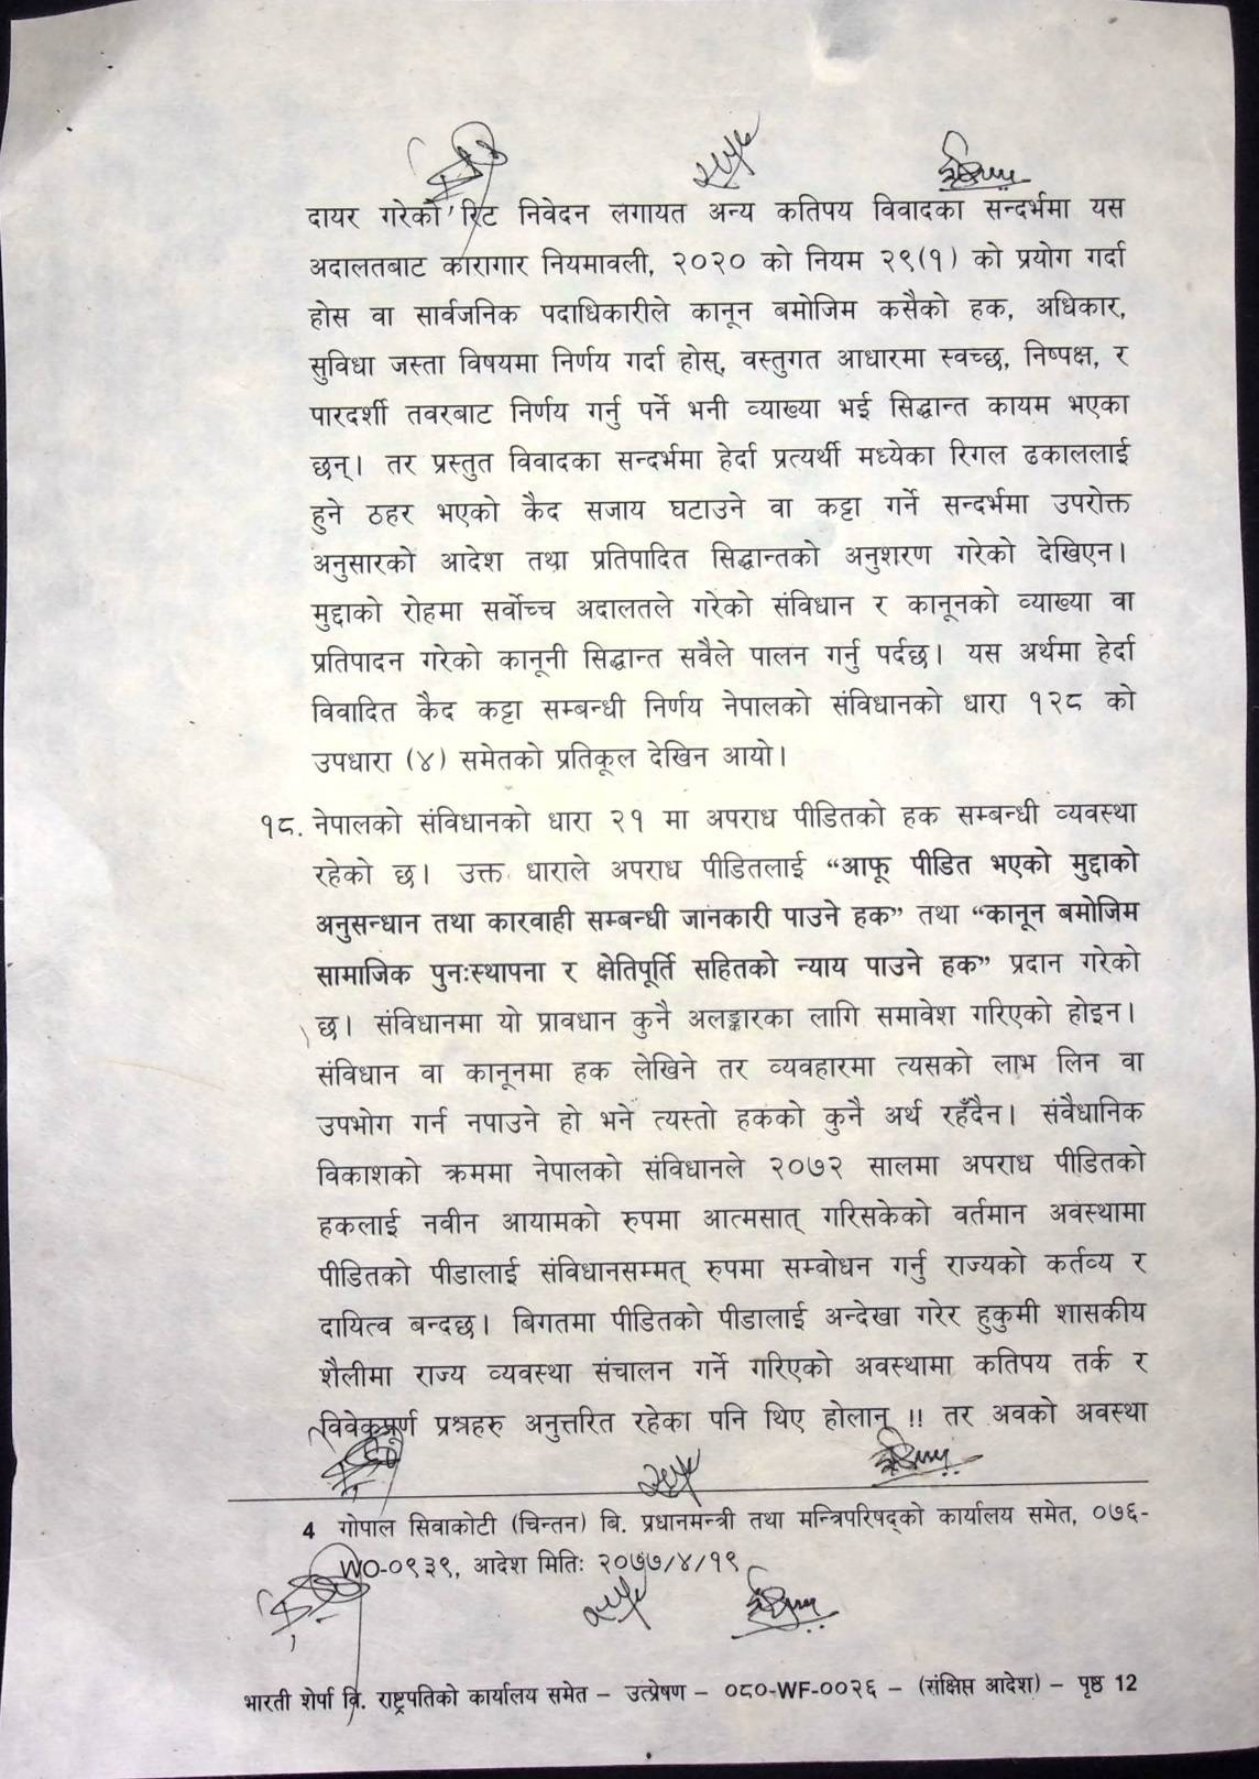 दायर गरेको रिट निवेदन लगायत अन्य कतिपय विवादका सन्दर्भमा यस
अदालतबाट कारागार नियमावली, २०२० को नियम २९(१) को प्रयोग गर्दा
होस वा सार्वजनिक पदाधिकारीले कानून बमोजिम कसैको हक, अधिकार,
सुविधा जस्ता विषयमा निर्णय गर्दा होस्, वस्तुगत आधारमा स्वच्छ, निष्पक्ष, र
पारदर्शी तवरबाट निर्णय गर्नु पर्ने भनी व्याख्या भई सिद्धान्त कायम भएका
छन्। तर प्रस्तुत विवादका सन्दर्भमा हेर्दा प्रत्यर्थी मध्येका रिगल ढकाललाई
हुने ठहर भएको कैद सजाय घटाउने वा कट्टा गर्ने सन्दर्भमा उपरोक्त
अनुसारको आदेश तथा प्रतिपादित सिद्धान्तको अनुशरण गरेको देखिएन।
मुद्दाको रोहमा सर्वोच्च अदालतले गरेको संविधान र कानूनको व्याख्या वा
प्रतिपादन गरेको कानूनी सिद्धान्त सवैले पालन गर्नु पर्दछ। यस अर्थमा हेर्दा
विवादित कैद कट्टा सम्बन्धी निर्णय नेपालको संविधानको धारा १२८ को
उपधारा (४) समेतको प्रतिकूल देखिन आयो।
१८. नेपालको संविधानको धारा २१ मा अपराध पीडितको हक सम्बन्धी व्यवस्था
रहेको छ। उक्त धाराले अपराध पीडितलाई “आफू पीडित भएको मुद्दाको
अनुसन्धान तथा कारवाही सम्बन्धी जानकारी पाउने हक” तथा “कानून बमोजिम
सामाजिक पुनःस्थापना र क्षेतिपूर्ति सहितको न्याय पाउने हक” प्रदान गरेको
छ। संविधानमा यो प्रावधान कुनै अलङ्कारका लागि समावेश गरिएको होइन।
संविधान वा कानूनमा हक लेखिने तर व्यवहारमा त्यसको लाभ लिन वा
उपभोग गर्न नपाउने हो भने त्यस्तो हकको कुनै अर्थ रहँदैन। संवैधानिक
विकाशको क्रममा नेपालको संविधानले २०७२ सालमा अपराध पीडितको
हकलाई नवीन आयामको रुपमा आत्मसात् गरिसकेको वर्तमान अवस्थामा
पीडितको पीडालाई संविधानसम्मत् रुपमा सम्वोधन गर्नु राज्यको कर्तव्य र
दायित्व बन्दछ। बिगतमा पीडितको पीडालाई अन्देखा गरेर हुकुमी शासकीय
शैलीमा राज्य व्यवस्था संचालन गर्ने गरिएको अवस्थामा कतिपय तर्क र
विवेकपूर्ण प्रश्नहरु अनुत्तरित रहेका पनि थिए होलान् !! तर अवको अवस्था
4 गोपाल सिवाकोटी (चिन्तन) बि. प्रधानमन्त्री तथा मन्त्रिपरिषद्को कार्यालय समेत, ०७६-
WO-०९३९, आदेश मितिः २०७७/४/१९
भारती शेर्पा वि. राष्ट्रपतिको कार्यालय समेत – उत्प्रेषण – ०८०-WF-००२६ – (संक्षिप्त आदेश) – पृष्ठ 12